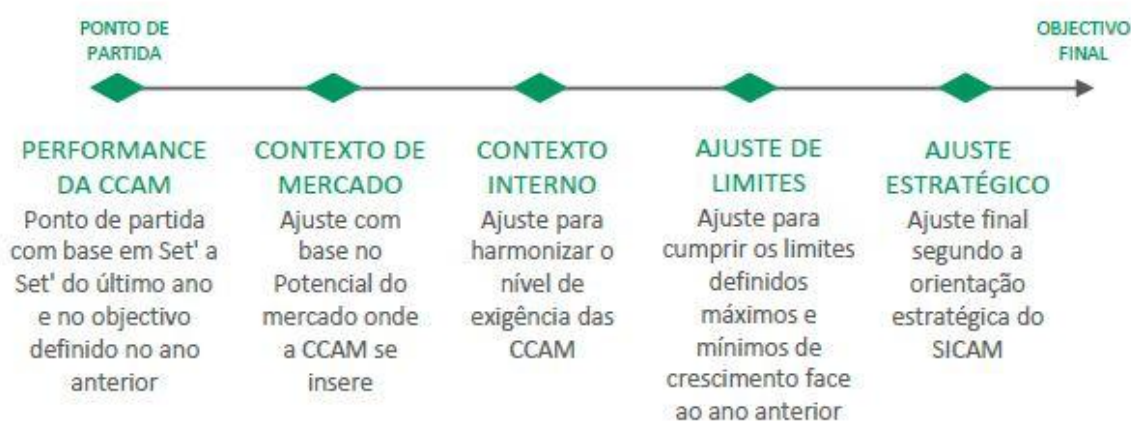 PONTO DE
PARTIDA
OBJECTIVO
FINAL
PERFORMANCE
DA CCAM
Ponto de partida
com base em Set' a
Set' do último ano
e no objectivo
definido no ano
anterior
CONTEXTO DE
MERCADO
Ajuste com
base no
Potencial do
mercado onde
a CCAM se
insere
CONTEXTO
INTERNO
Ajuste para
harmonizar o
nível de
exigência das
CCAM
AJUSTE DE
LIMITES
Ajuste para
cumprir os limites
definidos
máximos e
mínimos de
crescimento face
ao ano anterior
AJUSTE
ESTRATÉGICO
Ajuste final
segundo a
orientação
estratégica do
SICAM